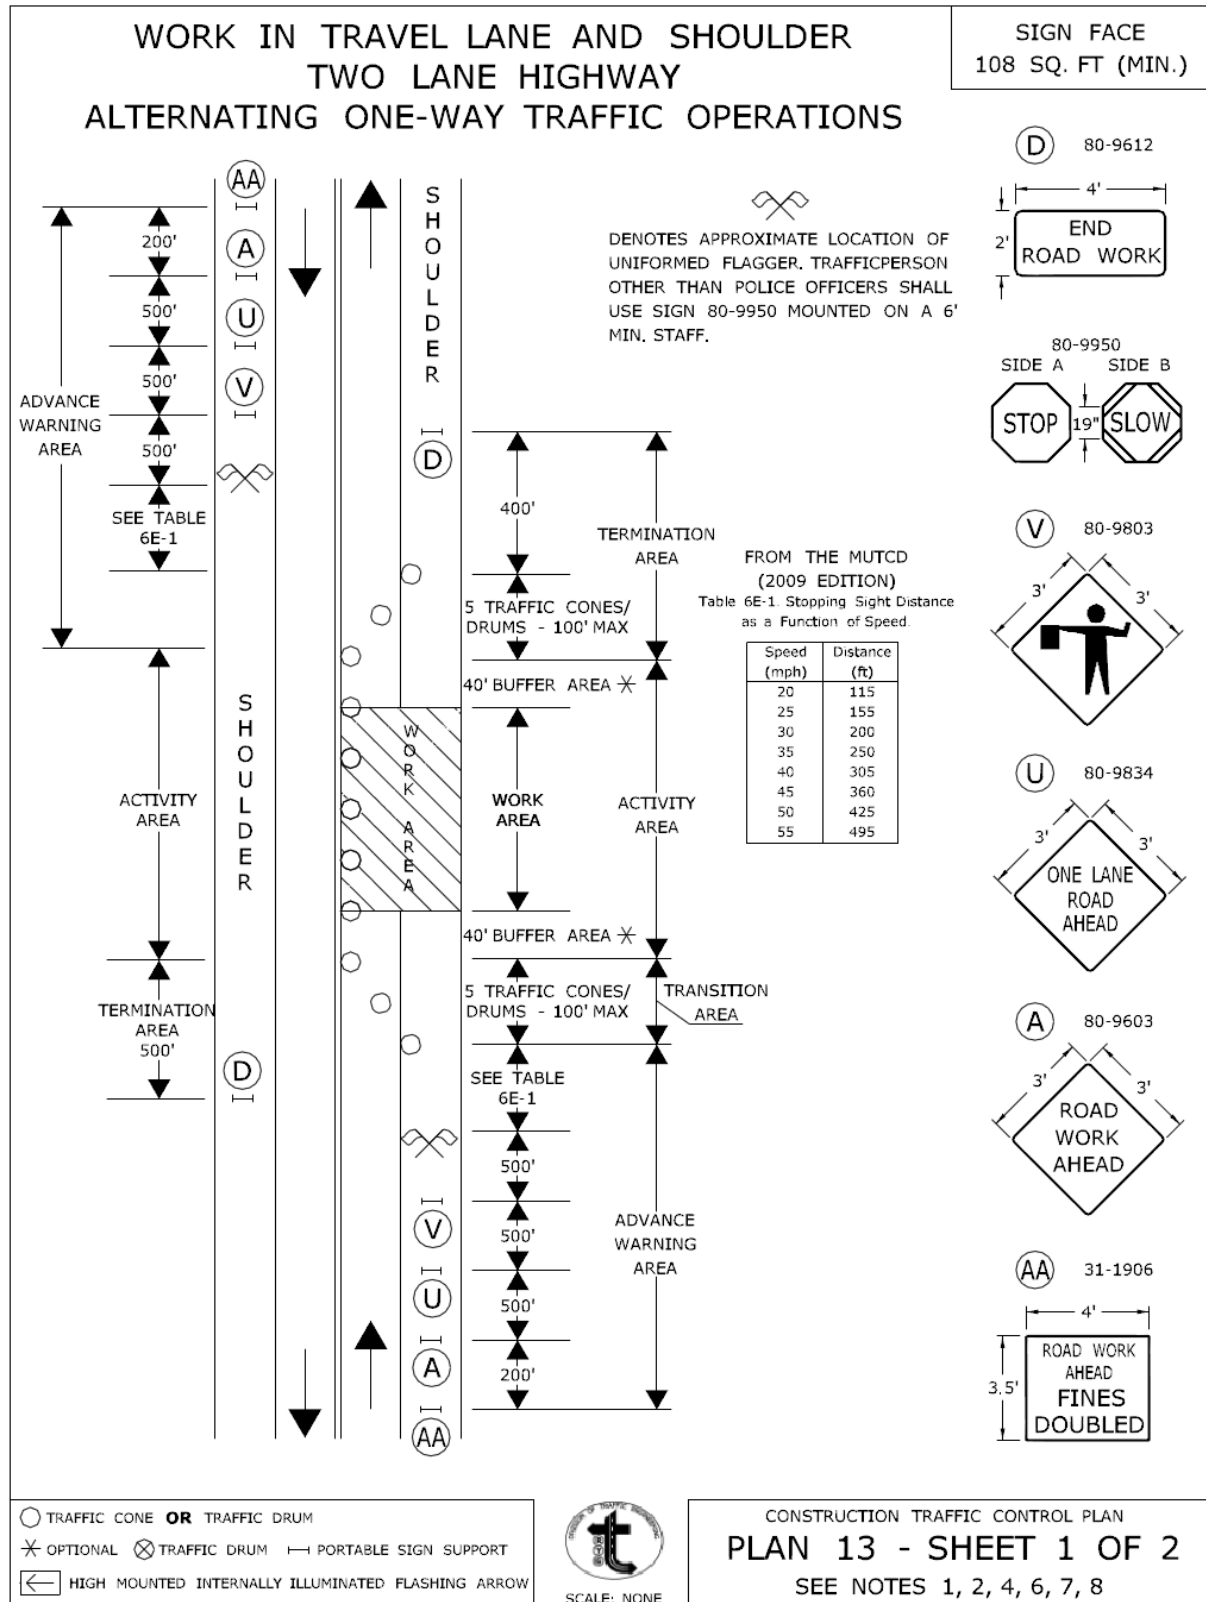 WORK IN TRAVEL LANE AND SHOULDER
TWO LANE HIGHWAY
ALTERNATING ONE-WAY TRAFFIC OPERATIONS
SIGN FACE
108 SQ. FT (MIN.)
AA
200'
A
500'
U
500'
V
500'
ADVANCE
WARNING
AREA
SEE TABLE
6E-1
SHOULDER
ACTIVITY
AREA
TERMINATION
AREA
500'
D
SHOULDER
D
400'
TERMINATION
AREA
5 TRAFFIC CONES/
DRUMS - 100' MAX
40' BUFFER AREA
WORK AREA
WORK
AREA
ACTIVITY
AREA
40' BUFFER AREA
5 TRAFFIC CONES/
DRUMS - 100' MAX
TRANSITION
AREA
SEE TABLE
6E-1
500'
V
500'
U
500'
A
200'
AA
ADVANCE
WARNING
AREA
DENOTES APPROXIMATE LOCATION OF
UNIFORMED FLAGGER. TRAFFICPERSON
OTHER THAN POLICE OFFICERS SHALL
USE SIGN 80-9950 MOUNTED ON A 6'
MIN. STAFF.
FROM THE MUTCD
(2009 EDITION)
Table 6E-1. Stopping Sight Distance
as a Function of Speed.
Speed Distance
(mph) (ft)
20 115
25 155
30 200
35 250
40 305
45 360
50 425
55 495
D 80-9612
4'
2'
END
ROAD WORK
80-9950
SIDE A SIDE B
STOP 19" SLOW
V 80-9803
3' 3'
U 80-9834
3' 3'
ONE LANE
ROAD
AHEAD
A 80-9603
3' 3'
ROAD
WORK
AHEAD
AA 31-1906
4'
3.5'
ROAD WORK
AHEAD
FINES
DOUBLED
TRAFFIC CONE OR TRAFFIC DRUM
OPTIONAL TRAFFIC DRUM PORTABLE SIGN SUPPORT
HIGH MOUNTED INTERNALLY ILLUMINATED FLASHING ARROW
DIVISION OF TRAFFIC ENGINEERING
SCALE: NONE
CONSTRUCTION TRAFFIC CONTROL PLAN
PLAN 13 - SHEET 1 OF 2
SEE NOTES 1, 2, 4, 6, 7, 8